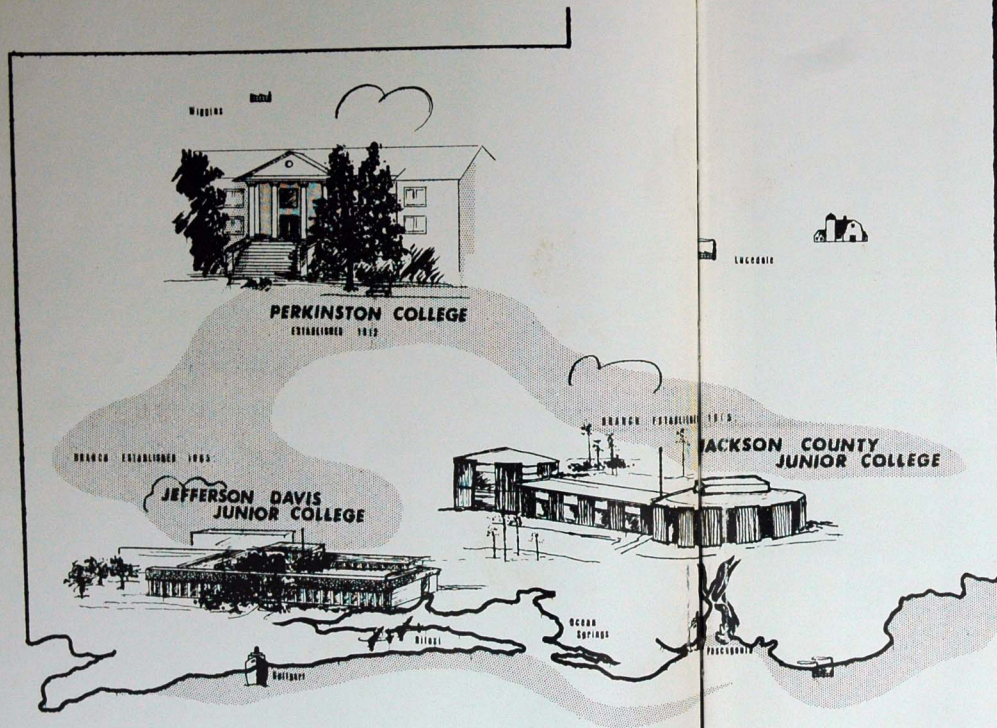 Wiggins
PERKINSTON COLLEGE
ESTABLISHED 1912
Lucedale
BRANCH ESTABLISHED
JACKSON COUNTY
JUNIOR COLLEGE
BRANCH ESTABLISHED 1965
JEFFERSON DAVIS
JUNIOR COLLEGE
Ocean
Springs
Biloxi
Pascagoula
Gulfport